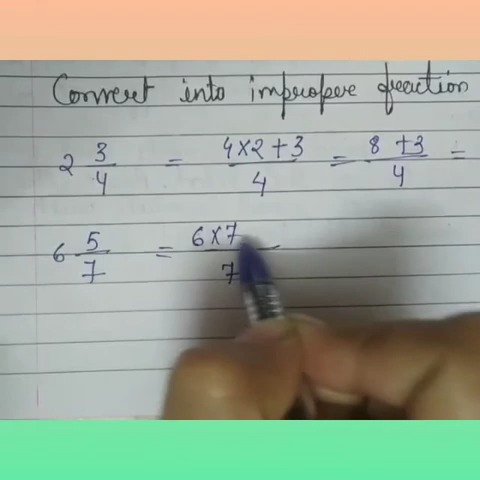 Convert into improper fraction
2 3/4 = 4×2+3/4 = 8+3/4 =
6 5/7 = 6×7/7